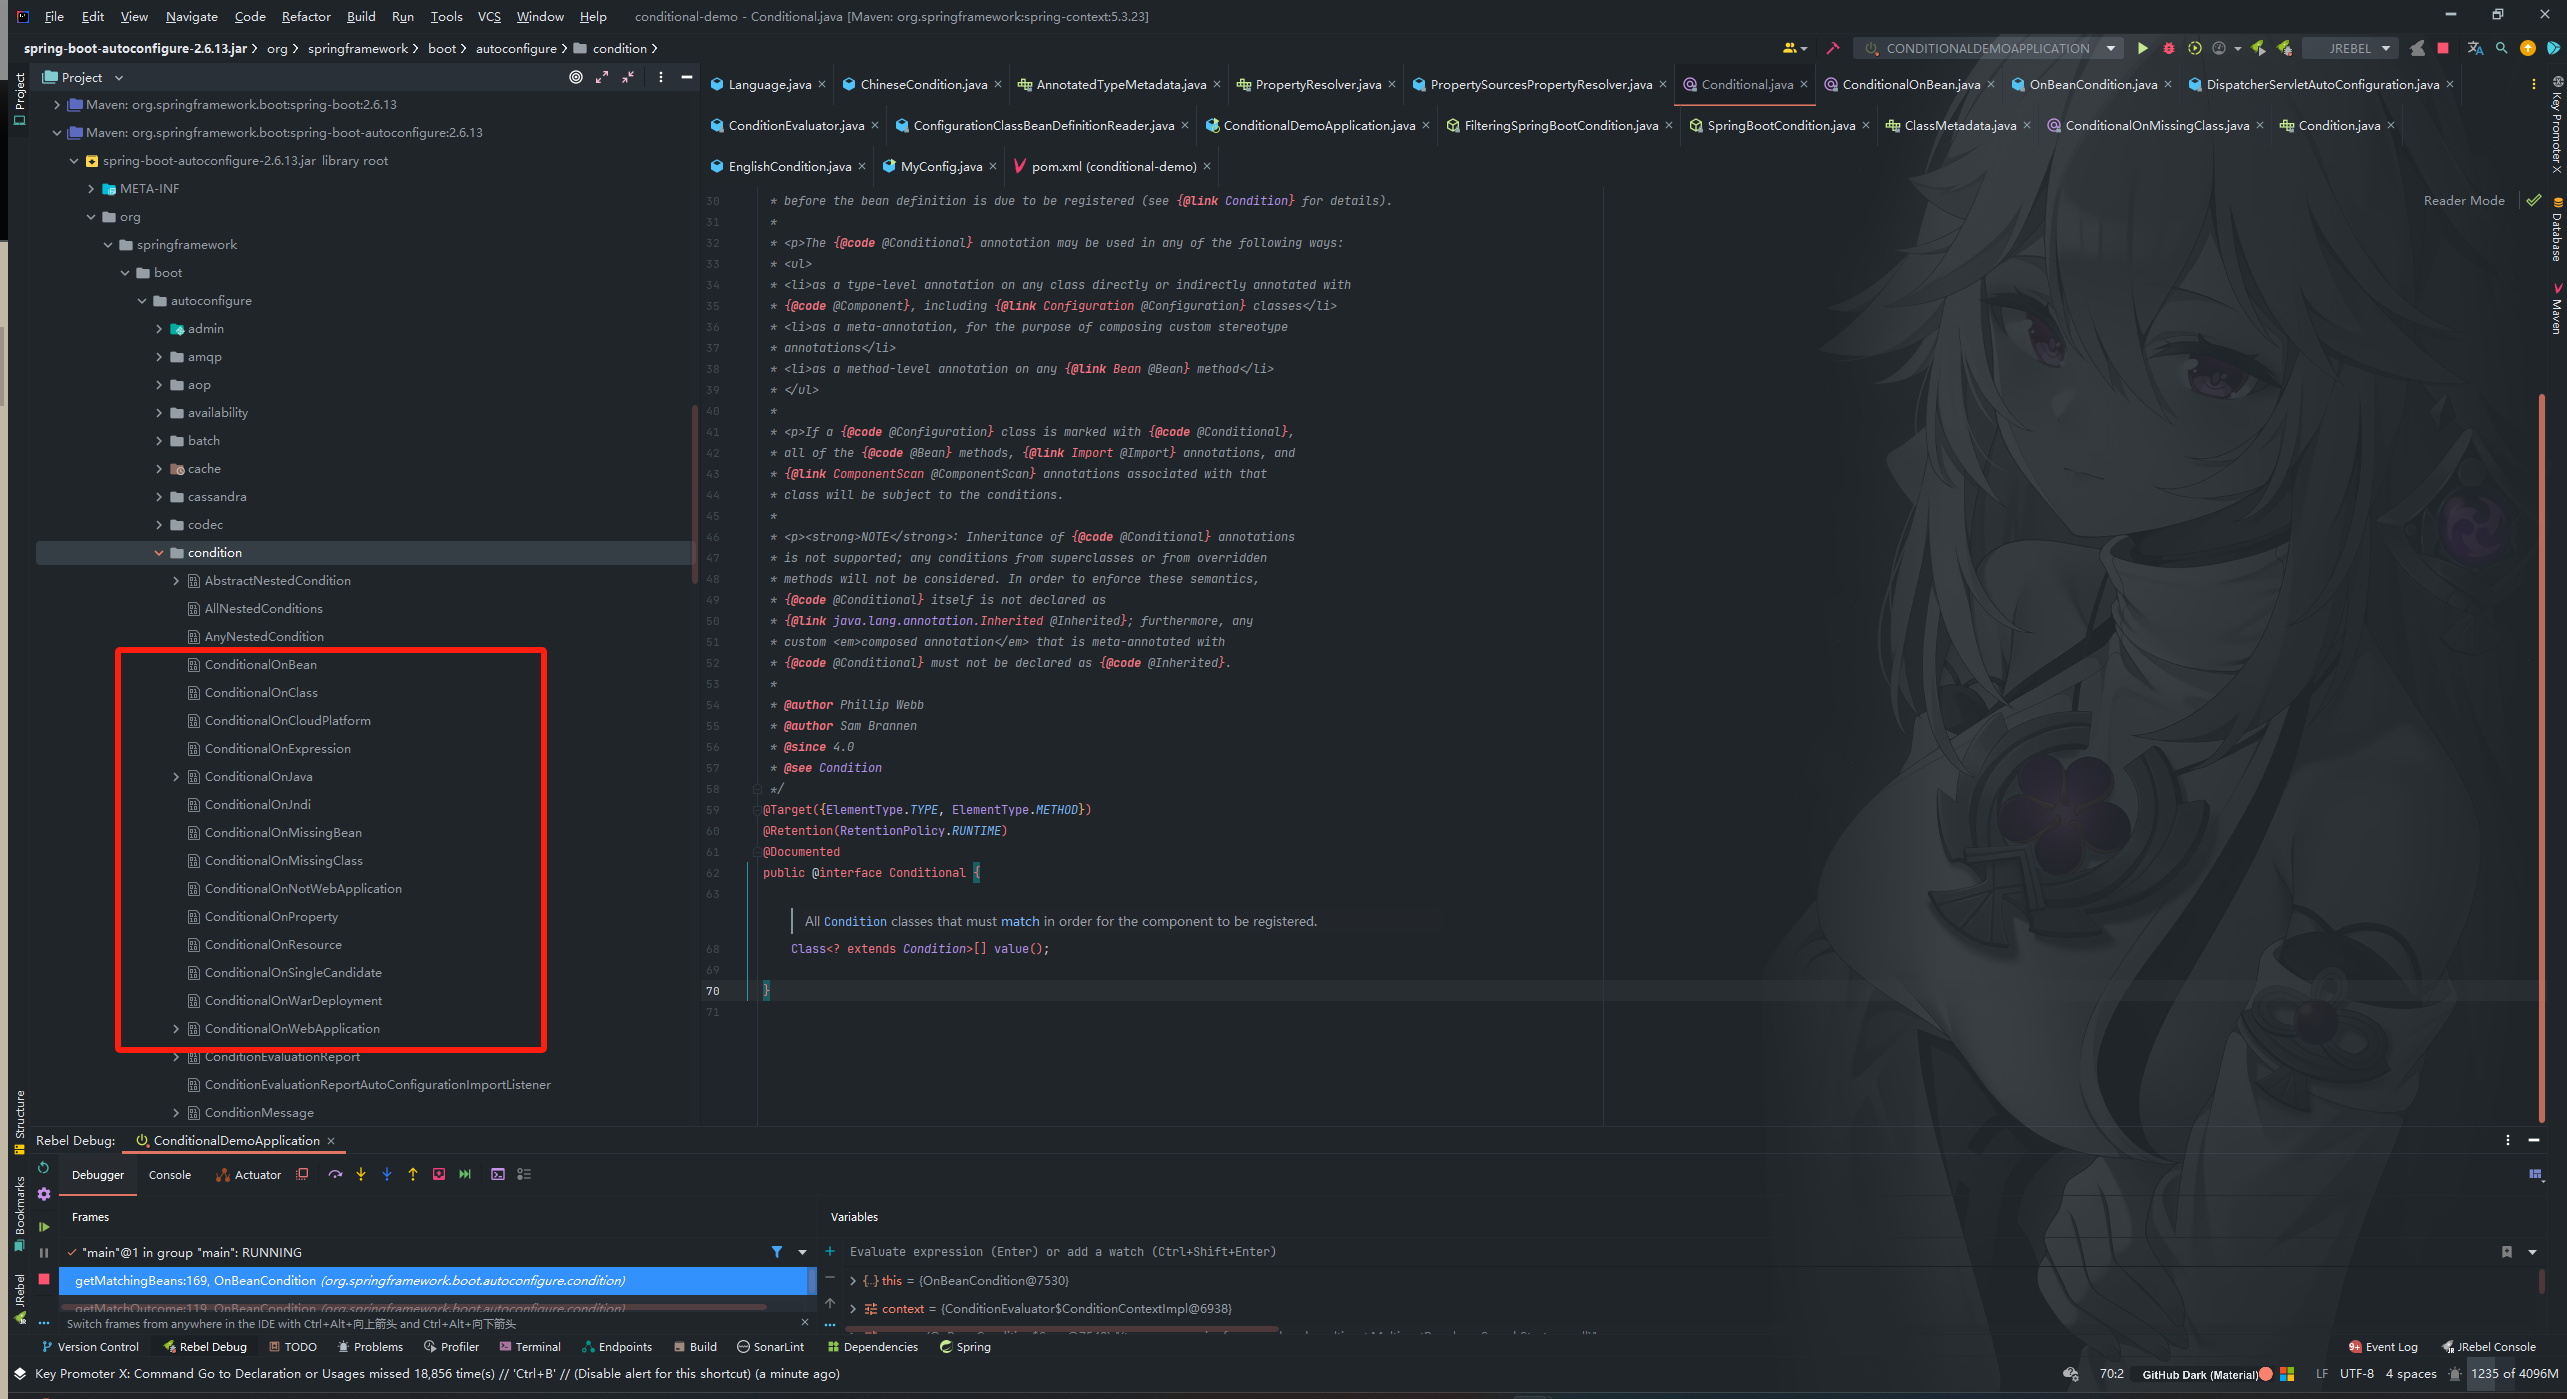 File Edit View Navigate Code Refactor Build Run Tools VCS Window Help conditional-demo - Conditional.java [Maven: org.springframework:spring-context:5.3.23]
spring-boot-autoconfigure-2.6.13.jar org springframework boot autoconfigure condition
CONDITIONALDEMOAPPLICATION JREBEL
Project
Project
Maven: org.springframework.boot:spring-boot:2.6.13
Maven: org.springframework.boot:spring-boot-autoconfigure:2.6.13
spring-boot-autoconfigure-2.6.13.jar library root
META-INF
org
springframework
boot
autoconfigure
admin
amqp
aop
availability
batch
cache
cassandra
codec
condition
AbstractNestedCondition
AllNestedConditions
AnyNestedCondition
ConditionalOnBean
ConditionalOnClass
ConditionalOnCloudPlatform
ConditionalOnExpression
ConditionalOnJava
ConditionalOnJndi
ConditionalOnMissingBean
ConditionalOnMissingClass
ConditionalOnNotWebApplication
ConditionalOnProperty
ConditionalOnResource
ConditionalOnSingleCandidate
ConditionalOnWarDeployment
ConditionalOnWebApplication
ConditionEvaluationReport
ConditionEvaluationReportAutoConfigurationImportListener
ConditionMessage
Language.java ChineseCondition.java AnnotatedTypeMetadata.java PropertyResolver.java PropertySourcesPropertyResolver.java Conditional.java ConditionalOnBean.java OnBeanCondition.java DispatcherServletAutoConfiguration.java
ConditionEvaluator.java ConfigurationClassBeanDefinitionReader.java ConditionalDemoApplication.java FilteringSpringBootCondition.java SpringBootCondition.java ClassMetadata.java ConditionalOnMissingClass.java Condition.java
EnglishCondition.java MyConfig.java pom.xml (conditional-demo)
Reader Mode
30 * before the bean definition is due to be registered (see {@link Condition} for details).
31 *
32 * <p>The {@code @Conditional} annotation may be used in any of the following ways:
33 * <ul>
34 * <li>as a type-level annotation on any class directly or indirectly annotated with
35 * {@code @Component}, including {@link Configuration @Configuration} classes</li>
36 * <li>as a meta-annotation, for the purpose of composing custom stereotype
37 * annotations</li>
38 * <li>as a method-level annotation on any {@link Bean @Bean} method</li>
39 * </ul>
40 *
41 * <p>If a {@code @Configuration} class is marked with {@code @Conditional},
42 * all of the {@code @Bean} methods, {@link Import @Import} annotations, and
43 * {@link ComponentScan @ComponentScan} annotations associated with that
44 * class will be subject to the conditions.
45 *
46 * <p><strong>NOTE</strong>: Inheritance of {@code @Conditional} annotations
47 * is not supported; any conditions from superclasses or from overridden
48 * methods will not be considered. In order to enforce these semantics,
49 * {@code @Conditional} itself is not declared as
50 * {@link java.lang.annotation.Inherited @Inherited}; furthermore, any
51 * custom <em>composed annotation</em> that is meta-annotated with
52 * {@code @Conditional} must not be declared as {@code @Inherited}.
53 *
54 * @author Phillip Webb
55 * @author Sam Brannen
56 * @since 4.0
57 * @see Condition
58 */
59 @Target({ElementType.TYPE, ElementType.METHOD})
60 @Retention(RetentionPolicy.RUNTIME)
61 @Documented
62 public @interface Conditional {
63
All Condition classes that must match in order for the component to be registered.
68 Class<? extends Condition>[] value();
69
70 }
71
Key Promoter X
Database
Maven
Structure
Bookmarks
JRebel
Rebel Debug: ConditionalDemoApplication
Debugger Console Actuator
Frames
"main"@1 in group "main": RUNNING
getMatchingBeans:169, OnBeanCondition (org.springframework.boot.autoconfigure.condition)
getMatchOutcome:119, OnBeanCondition (org.springframework.boot.autoconfigure.condition)
Switch frames from anywhere in the IDE with Ctrl+Alt+向上箭头 and Ctrl+Alt+向下箭头
Variables
Evaluate expression (Enter) or add a watch (Ctrl+Shift+Enter)
this = {OnBeanCondition@7530}
context = {ConditionEvaluator$ConditionContextImpl@6938}
Version Control Rebel Debug TODO Problems Profiler Terminal Endpoints Build SonarLint Dependencies Spring 9+ Event Log JRebel Console
Key Promoter X: Command Go to Declaration or Usages missed 18,856 time(s) // 'Ctrl+B' // (Disable alert for this shortcut) (a minute ago) 70:2 GitHub Dark (Material) LF UTF-8 4 spaces 1235 of 4096M